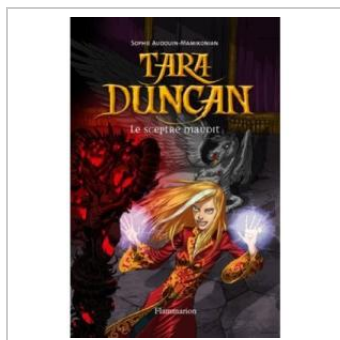 Sophie Audouin-Mamikonian
TARA
DUNCAN
Le sceptre maudit
Flammarion